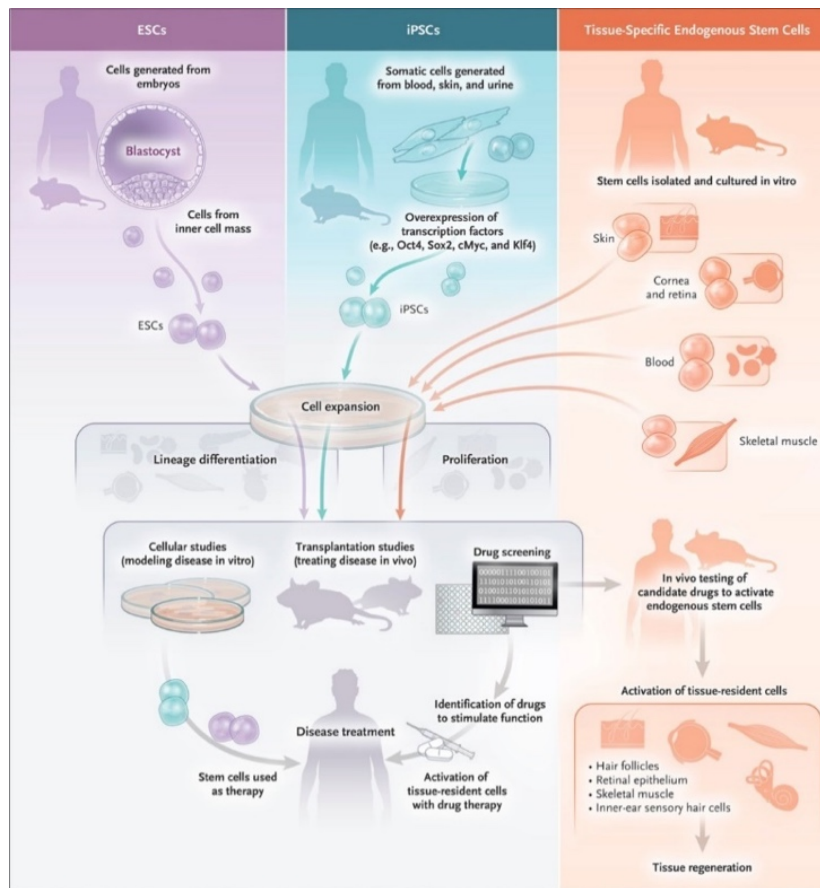 ESCs
iPSCs
Tissue-Specific Endogenous Stem Cells
Cells generated from
embryos
Blastocyst
Cells from
inner cell mass
ESCs
Somatic cells generated
from blood, skin, and urine
Overexpression of
transcription factors
(e.g., Oct4, Sox2, cMyc, and Klf4)
iPSCs
Stem cells isolated and cultured in vitro
Skin
Cornea
and retina
Blood
Skeletal muscle
Cell expansion
Lineage differentiation
Proliferation
Cellular studies
(modeling disease in vitro)
Transplantation studies
(treating disease in vivo)
Drug screening
In vivo testing of
candidate drugs to activate
endogenous stem cells
Activation of tissue-resident cells
Identification of drugs
to stimulate function
Disease treatment
Stem cells used
as therapy
Activation of
tissue-resident cells
with drug therapy
• Hair follicles
• Retinal epithelium
• Skeletal muscle
• Inner-ear sensory hair cells
Tissue regeneration